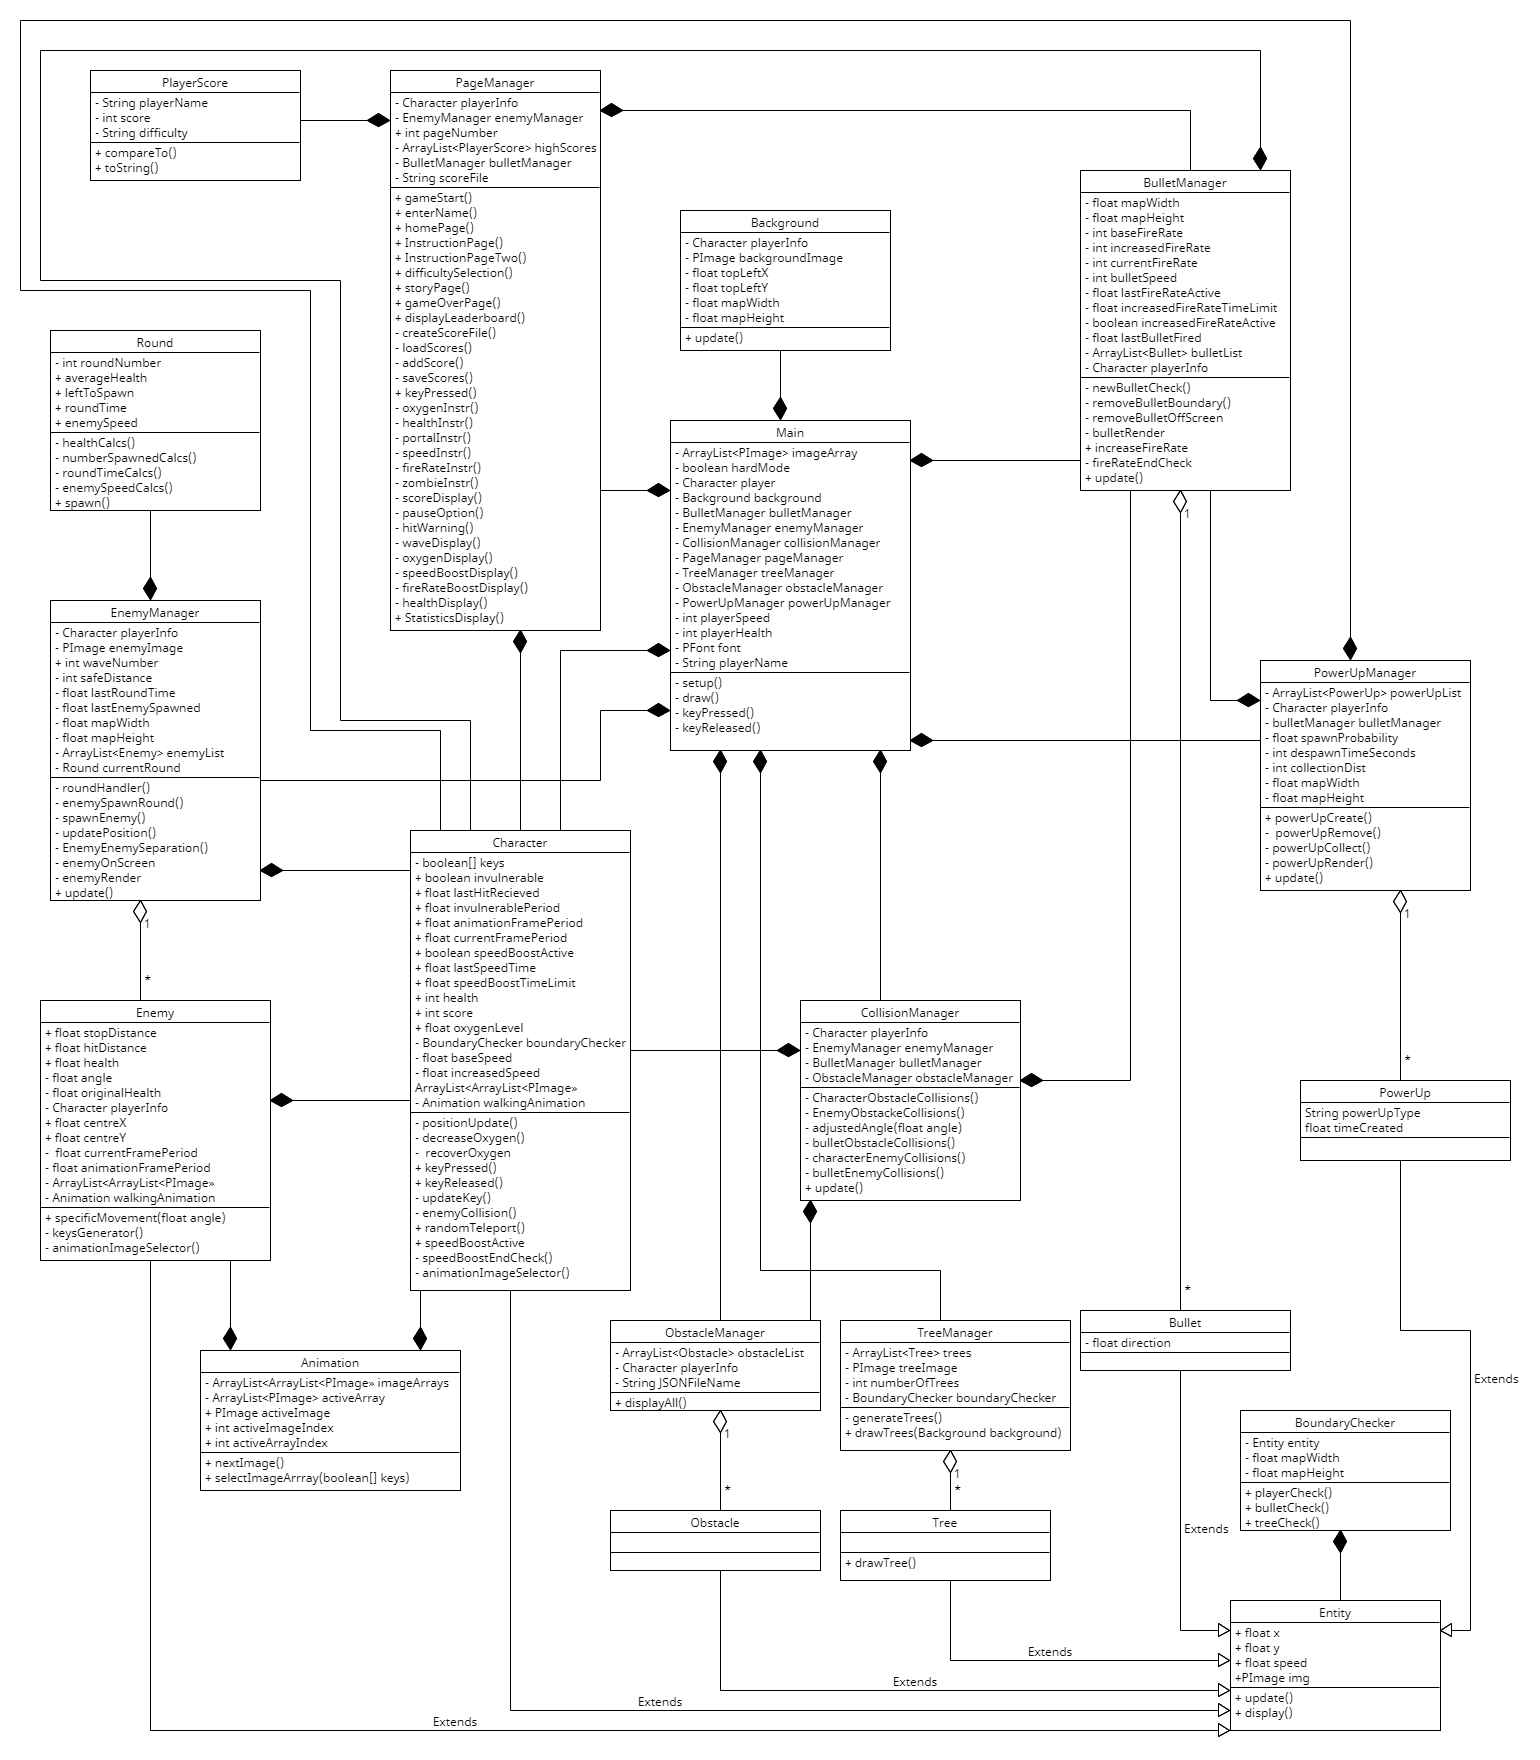 PlayerScore
- String playerName
- int score
- String difficulty
+ compareTo()
+ toString()
PageManager
- Character playerInfo
- EnemyManager enemyManager
+ int pageNumber
- ArrayList<PlayerScore> highScores
- BulletManager bulletManager
- String scoreFile
+ gameStart()
+ enterName()
+ homePage()
+ InstructionPage()
+ InstructionPageTwo()
+ difficultySelection()
+ storyPage()
+ gameOverPage()
+ displayLeaderboard()
- createScoreFile()
- loadScores()
- addScore()
- saveScores()
+ keyPressed()
- oxygenInstr()
- healthInstr()
- portalInstr()
- speedInstr()
- fireRateInstr()
- zombieInstr()
- scoreDisplay()
- pauseOption()
- hitWarning()
- waveDisplay()
- oxygenDisplay()
- speedBoostDisplay()
- fireRateBoostDisplay()
- healthDisplay()
+ StatisticsDisplay()
Background
- Character playerInfo
- PImage backgroundImage
- float topLeftX
- float topLeftY
- float mapWidth
- float mapHeight
+ update()
BulletManager
- float mapWidth
- float mapHeight
- int baseFireRate
- int increasedFireRate
- int currentFireRate
- int bulletSpeed
- float lastFireRateActive
- float increasedFireRateTimeLimit
- boolean increasedFireRateActive
- float lastBulletFired
- ArrayList<Bullet> bulletList
- Character playerInfo
- newBulletCheck()
- removeBulletBoundary()
- removeBulletOffScreen
- bulletRender
+ increaseFireRate
- fireRateEndCheck
+ update()
1
Round
- int roundNumber
+ averageHealth
+ leftToSpawn
+ roundTime
+ enemySpeed
- healthCalcs()
- numberSpawnedCalcs()
- roundTimeCalcs()
- enemySpeedCalcs()
+ spawn()
Main
- ArrayList<PImage> imageArray
- boolean hardMode
- Character player
- Background background
- BulletManager bulletManager
- EnemyManager enemyManager
- CollisionManager collisionManager
- PageManager pageManager
- TreeManager treeManager
- ObstacleManager obstacleManager
- PowerUpManager powerUpManager
- int playerSpeed
- int playerHealth
- PFont font
- String playerName
- setup()
- draw()
- keyPressed()
- keyReleased()
EnemyManager
- Character playerInfo
- PImage enemyImage
+ int waveNumber
- int safeDistance
- float lastRoundTime
- float lastEnemySpawned
- float mapWidth
- float mapHeight
- ArrayList<Enemy> enemyList
- Round currentRound
- roundHandler()
- enemySpawnRound()
- spawnEnemy()
- updatePosition()
- EnemyEnemySeparation()
- enemyOnScreen
- enemyRender
+ update()
1
*
PowerUpManager
- ArrayList<PowerUp> powerUpList
- Character playerInfo
- bulletManager bulletManager
- float spawnProbability
- int despawnTimeSeconds
- int collectionDist
- float mapWidth
- float mapHeight
+ powerUpCreate()
-  powerUpRemove()
- powerUpCollect()
- powerUpRender()
+ update()
1
*
Character
- boolean[] keys
+ boolean invulnerable
+ float lastHitRecieved
+ float invulnerablePeriod
+ float animationFramePeriod
+ float currentFramePeriod
+ boolean speedBoostActive
+ float lastSpeedTime
+ float speedBoostTimeLimit
+ int health
+ int score
+ float oxygenLevel
- BoundaryChecker boundaryChecker
- float baseSpeed
- float increasedSpeed
ArrayList<ArrayList<PImage»
- Animation walkingAnimation
- positionUpdate()
- decreaseOxygen()
-  recoverOxygen
+ keyPressed()
+ keyReleased()
- updateKey()
- enemyCollision()
+ randomTeleport()
+ speedBoostActive
- speedBoostEndCheck()
- animationImageSelector()
Enemy
+ float stopDistance
+ float hitDistance
+ float health
- float angle
- float originalHealth
- Character playerInfo
+ float centreX
+ float centreY
-  float currentFramePeriod
- float animationFramePeriod
- ArrayList<ArrayList<PImage»
- Animation walkingAnimation
+ specificMovement(float angle)
- keysGenerator()
- animationImageSelector()
CollisionManager
- Character playerInfo
- EnemyManager enemyManager
- BulletManager bulletManager
- ObstacleManager obstacleManager
- CharacterObstacleCollisions()
- EnemyObstackeCollisions()
- adjustedAngle(float angle)
- bulletObstacleCollisions()
- characterEnemyCollisions()
- bulletEnemyCollisions()
+ update()
PowerUp
String powerUpType
float timeCreated
*
Bullet
- float direction
Animation
- ArrayList<ArrayList<PImage» imageArrays
- ArrayList<PImage> activeArray
+ PImage activeImage
+ int activeImageIndex
+ int activeArrayIndex
+ nextImage()
+ selectImageArrray(boolean[] keys)
ObstacleManager
- ArrayList<Obstacle> obstacleList
- Character playerInfo
- String JSONFileName
+ displayAll()
1
*
TreeManager
- ArrayList<Tree> trees
- PImage treeImage
- int numberOfTrees
- BoundaryChecker boundaryChecker
- generateTrees()
+ drawTrees(Background background)
1
*
Extends
BoundaryChecker
- Entity entity
- float mapWidth
- float mapHeight
+ playerCheck()
+ bulletCheck()
+ treeCheck()
Obstacle
Tree
+ drawTree()
Extends
Entity
+ float x
+ float y
+ float speed
+PImage img
+ update()
+ display()
Extends
Extends
Extends
Extends